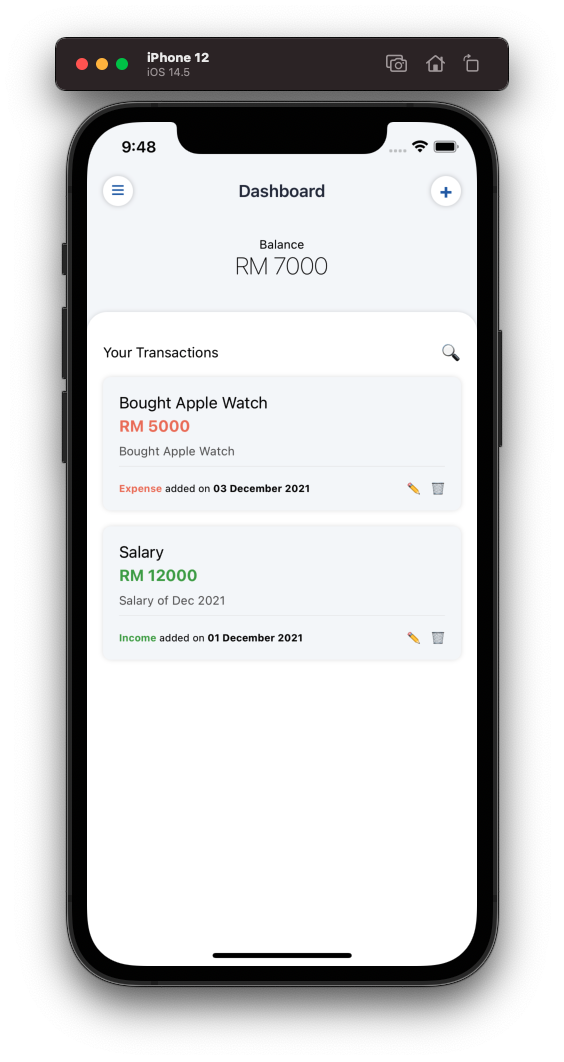 iPhone 12
iOS 14.5
9:48
Dashboard
Balance
RM 7000
Your Transactions
Bought Apple Watch
RM 5000
Bought Apple Watch
Expense added on 03 December 2021
Salary
RM 12000
Salary of Dec 2021
Income added on 01 December 2021